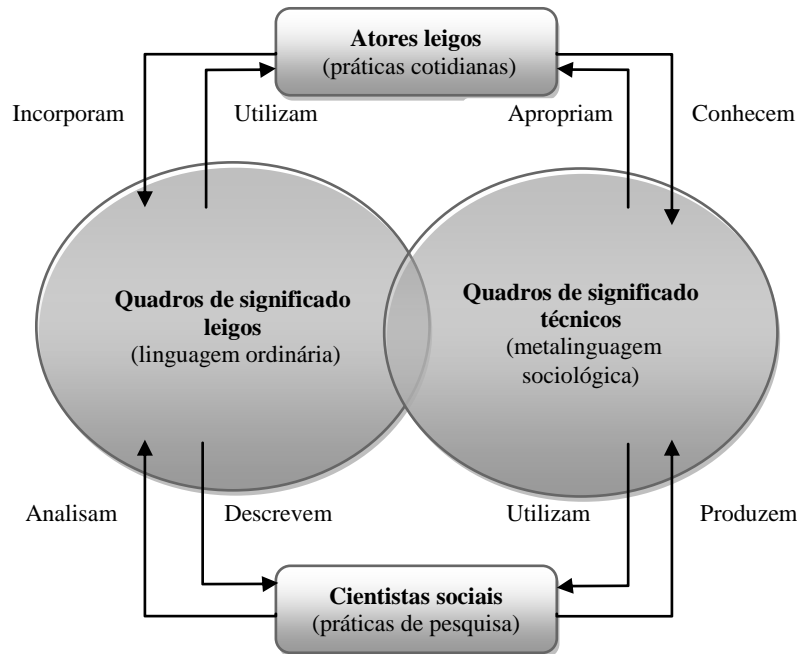 Atores leigos
(práticas cotidianas)
Incorporam
Utilizam
Apropriam
Conhecem
Quadros de significado
leigos
(linguagem ordinária)
Quadros de significado
técnicos
(metalinguagem
sociológica)
Analisam
Descrevem
Utilizam
Produzem
Cientistas sociais
(práticas de pesquisa)